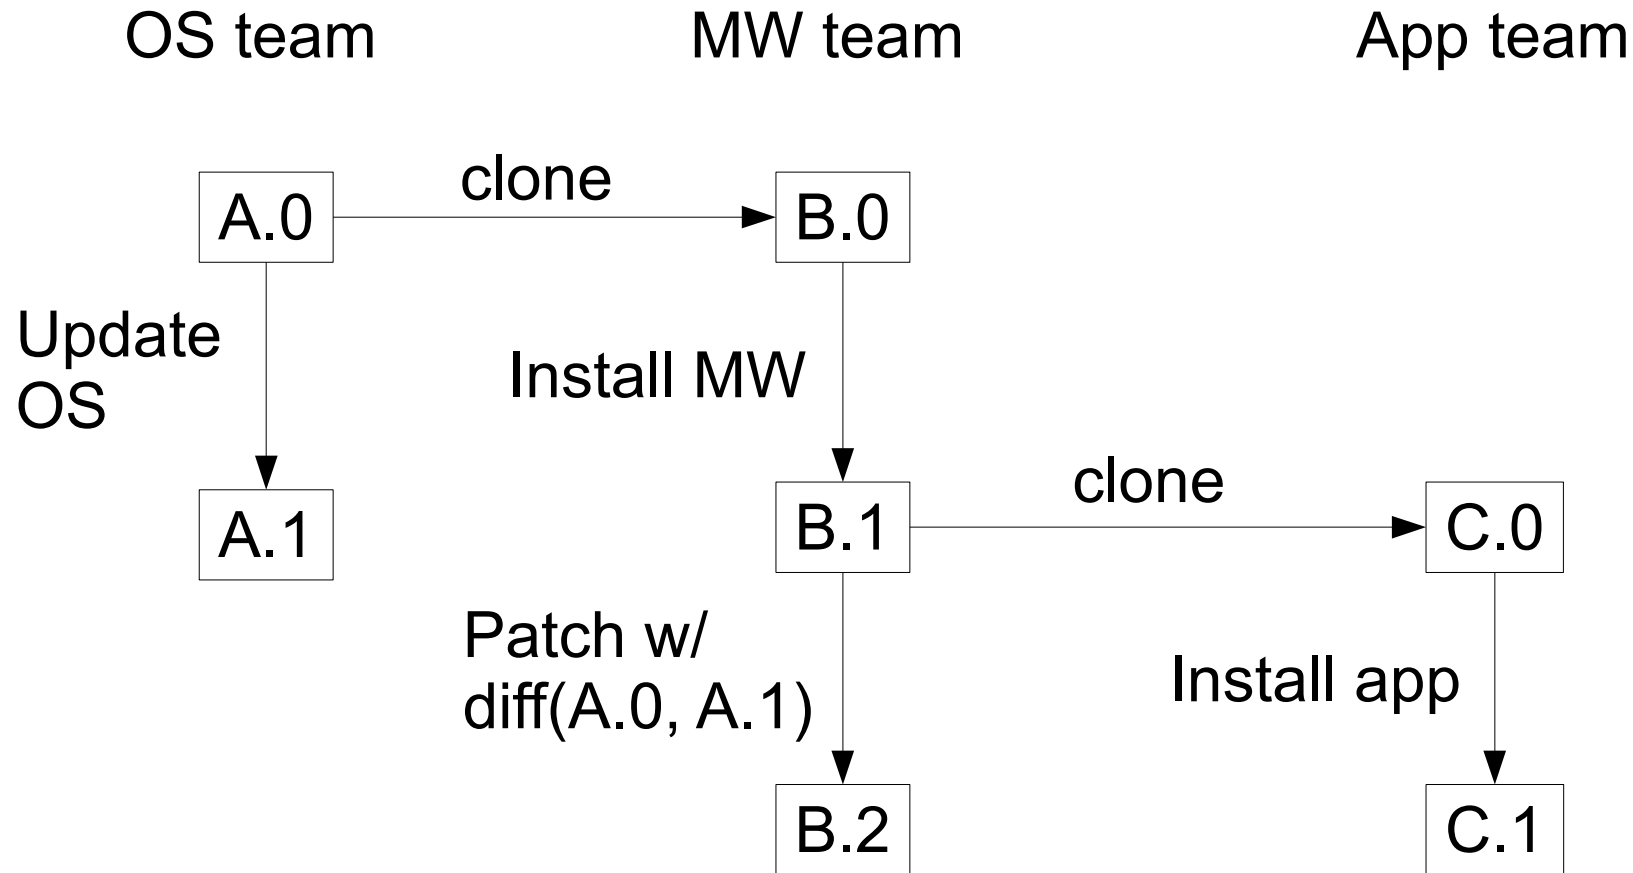 OS team
MW team
App team
clone
A.0
B.0
Update
OS
Install MW
clone
A.1
B.1
C.0
Patch w/
diff(A.0, A.1)
Install app
B.2
C.1